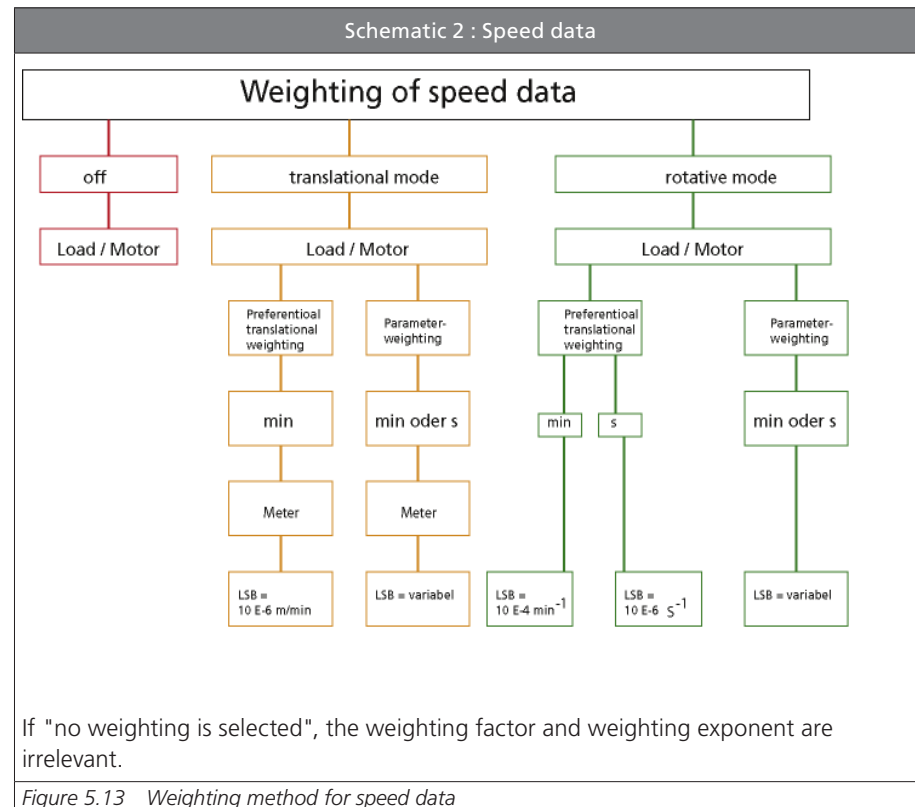 Schematic 2 : Speed data
Weighting of speed data
off
translational mode
rotative mode
Load / Motor
Load / Motor
Load / Motor
Preferentioal
translational
weighting
Parameter-
weighting
Preferentioal
translational
weighting
Parameter-
weighting
min
min oder s
min
s
min oder s
Meter
Meter
LSB =
10 E-6 m/min
LSB = variabel
LSB =
10 E-4 min⁻¹
LSB =
10 E-6 S⁻¹
LSB = variabel
If "no weighting is selected", the weighting factor and weighting exponent are
irrelevant.
Figure 5.13 Weighting method for speed data